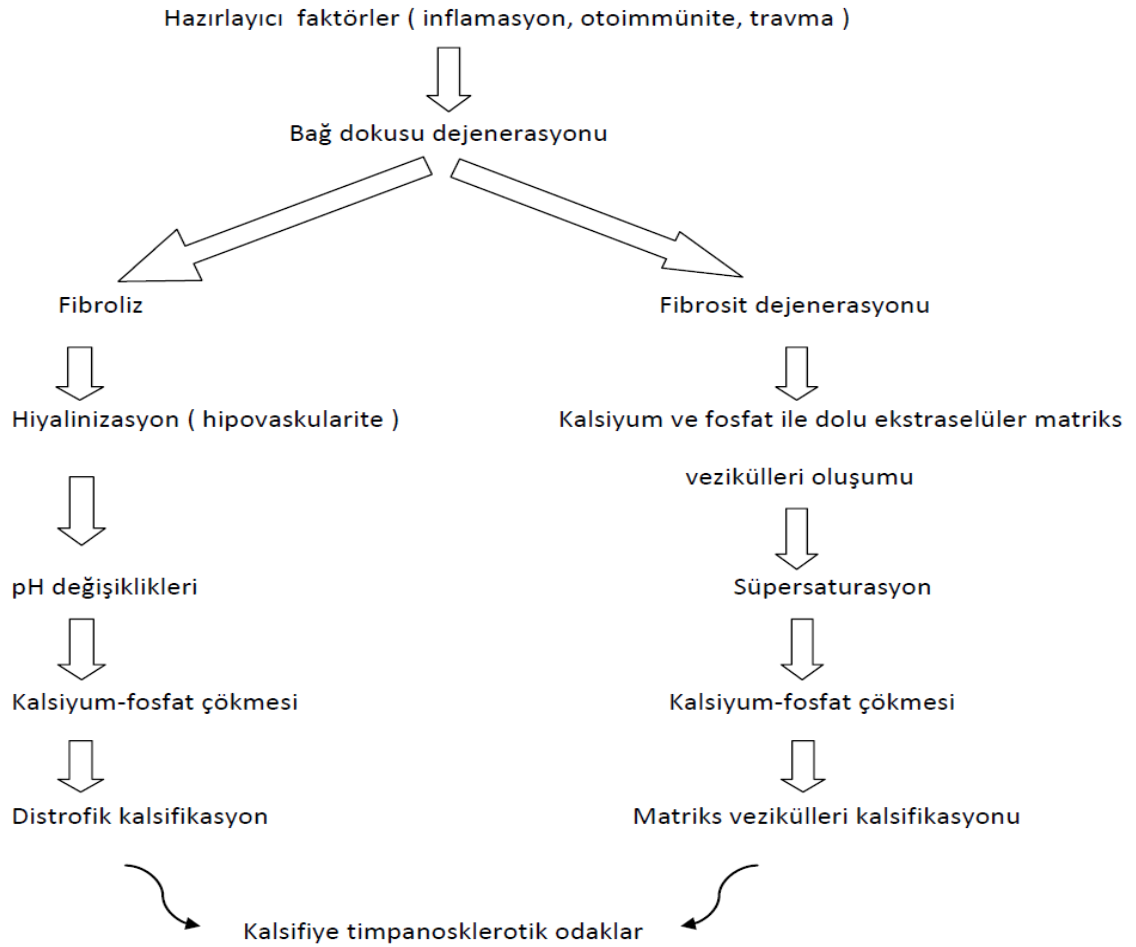 Hazırlayıcı faktörler ( inflamasyon, otoimmünite, travma )
Bağ dokusu dejenerasyonu
Fibroliz
Fibrosit dejenerasyonu
Hiyalinizasyon ( hipovaskularite )
Kalsiyum ve fosfat ile dolu ekstraselüler matriks
vezikülleri oluşumu
pH değişiklikleri
Süpersaturasyon
Kalsiyum-fosfat çökmesi
Kalsiyum-fosfat çökmesi
Distrofik kalsifikasyon
Matriks vezikülleri kalsifikasyonu
Kalsifiye timpanosklerotik odaklar